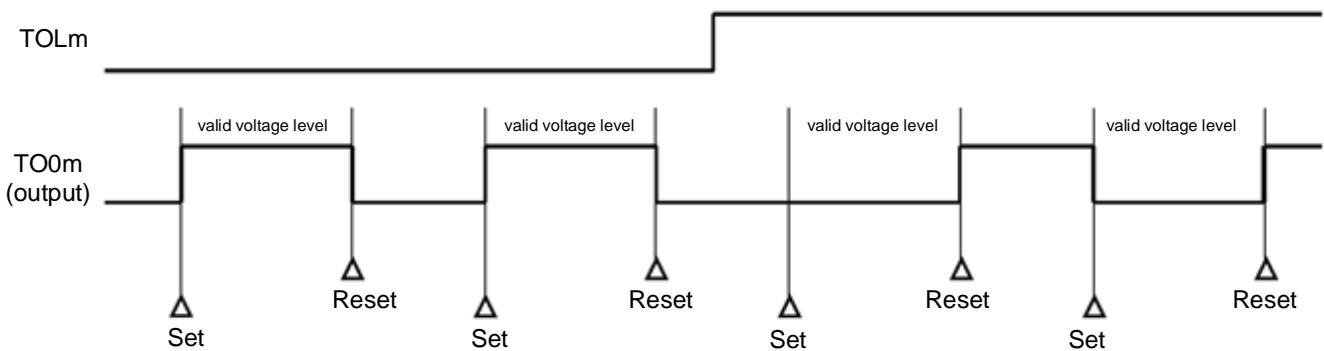 TOLm
valid voltage level
valid voltage level
valid voltage level
valid voltage level
TO0m
(output)
Reset
Reset
Reset
Reset
Set
Set
Set
Set